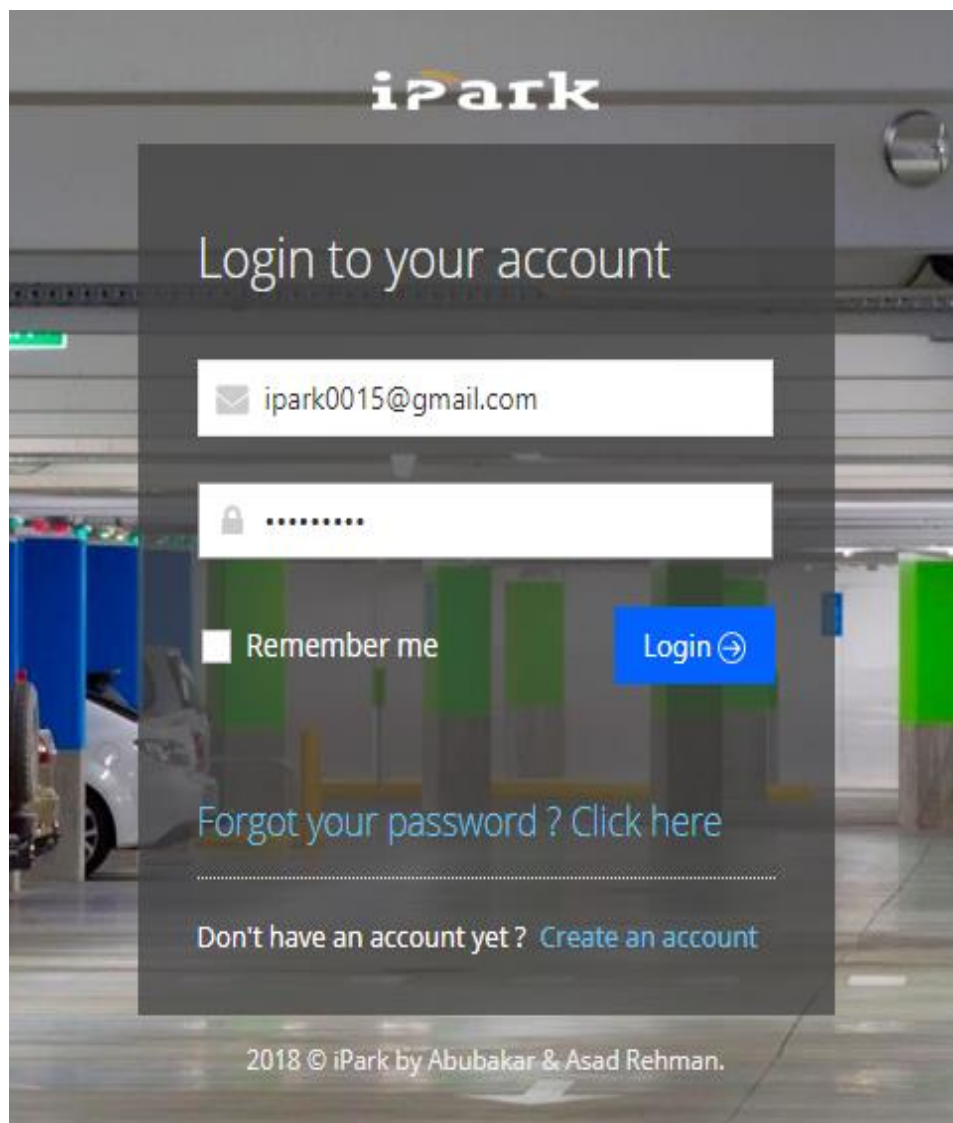 ipark
Login to your account
ipark0015@gmail.com
•••••••••
Remember me
Login
Forgot your password ? Click here
Don't have an account yet ? Create an account
2018 © iPark by Abubakar & Asad Rehman.